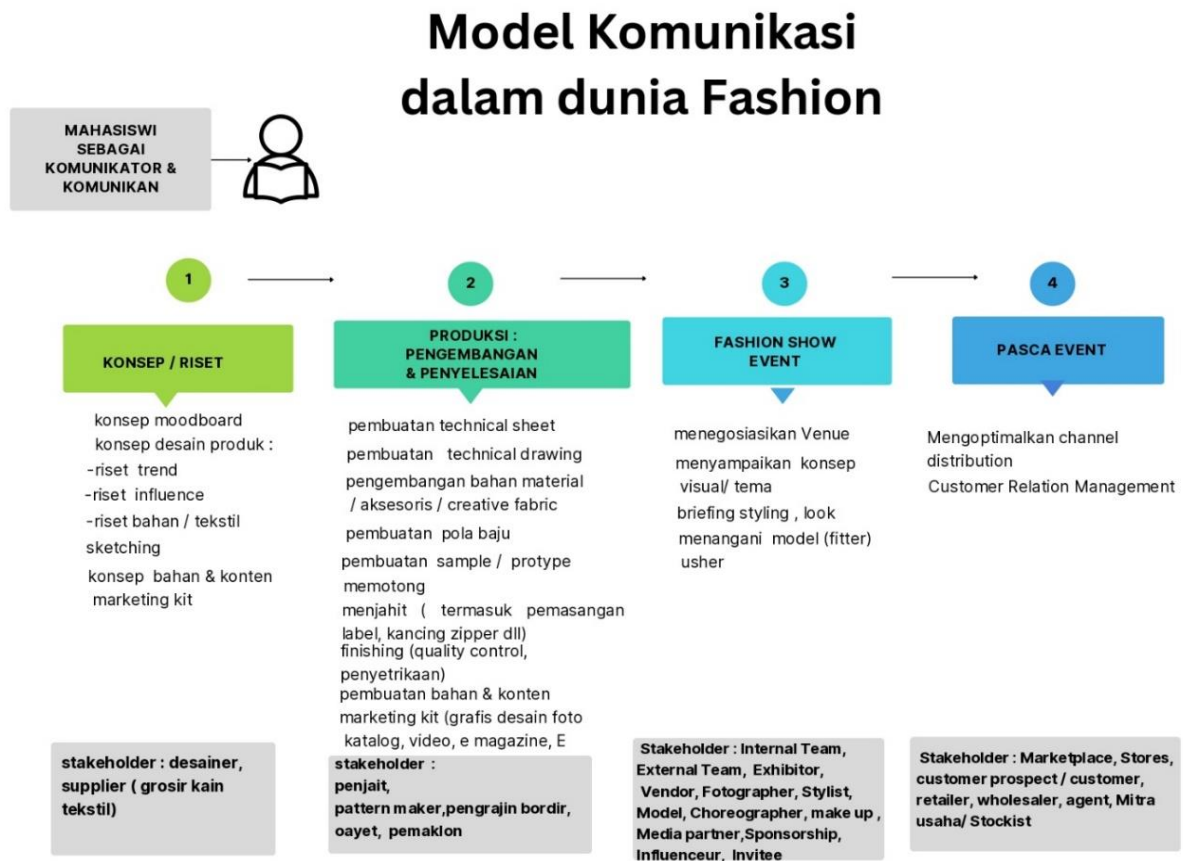 Model Komunikasi
dalam dunia Fashion
MAHASISWI
SEBAGAI
KOMUNIKATOR &
KOMUNIKAN
1
KONSEP / RISET
konsep moodboard
konsep desain produk :
-riset trend
-riset influence
-riset bahan / tekstil
sketching
konsep bahan & konten
marketing kit
stakeholder : desainer,
supplier ( grosir kain
tekstil)
2
PRODUKSI :
PENGEMBANGAN
& PENYELESAIAN
pembuatan technical sheet
pembuatan technical drawing
pengembangan bahan material
/ aksesoris / creative fabric
pembuatan pola baju
pembuatan sample / protype
memotong
menjahit ( termasuk pemasangan
label, kancing zipper dll)
finishing (quality control,
penyetrikaan)
pembuatan bahan & konten
marketing kit (grafis desain foto
katalog, video, e magazine, E
stakeholder :
penjait,
pattern maker,pengrajin bordir,
oayet, pemaklon
3
FASHION SHOW
EVENT
menegosiasikan Venue
menyampaikan konsep
visual/ tema
briefing styling , look
menangani model (fitter)
usher
Stakeholder : Internal Team,
External Team, Exhibitor,
Vendor, Fotographer, Stylist,
Model, Choreographer, make up ,
Media partner,Sponsorship,
Influenceur, Invitee
4
PASCA EVENT
Mengoptimalkan channel
distribution
Customer Relation Management
Stakeholder : Marketplace, Stores,
customer prospect / customer,
retailer, wholesaler, agent, Mitra
usaha/ Stockist